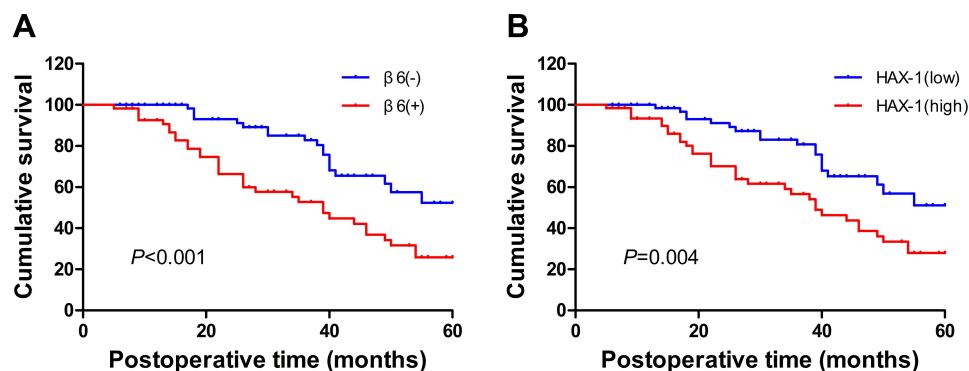 A
Cumulative survival
120
100
80
60
40
20
0
β6(-)
β6(+)
P<0.001
0 20 40 60
Postoperative time (months)
B
Cumulative survival
120
100
80
60
40
20
0
HAX-1(low)
HAX-1(high)
P=0.004
0 20 40 60
Postoperative time (months)